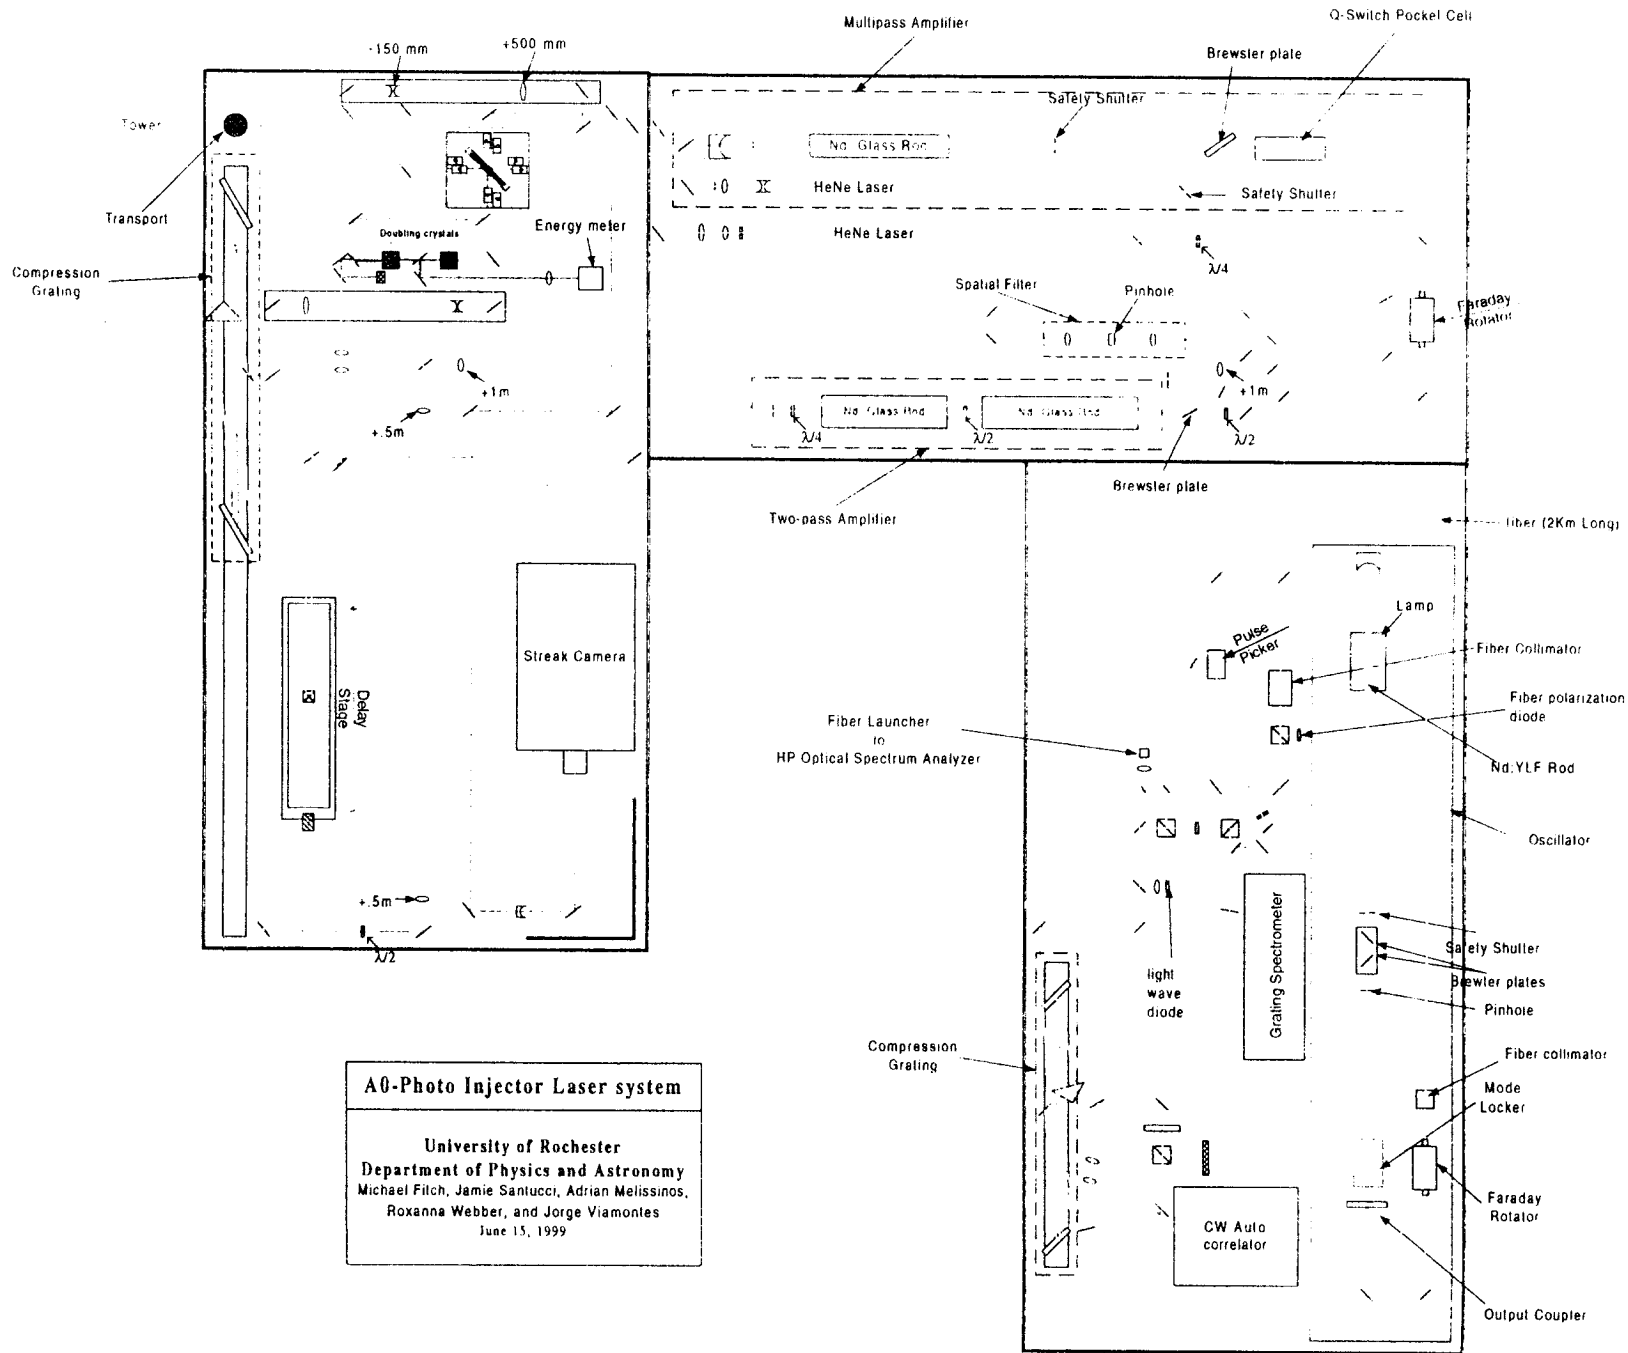 Multipass Amplifier
Q-Switch Pockel Cell
-150 mm
+500 mm
Brewster plate
Safety Shutter
Tower
Nd: Glass Rod
HeNe Laser
Safety Shutter
Transport
HeNe Laser
Doubling crystals
Energy meter
λ/4
Compression
Grating
Spatial Filter
Pinhole
Faraday
Rotator
+1m
+1m
+.5m
λ/4
Nd: Glass Rod
λ/2
Nd: Glass Rod
λ/2
Brewster plate
Two-pass Amplifier
fiber (2Km Long)
Lamp
Pulse
Picker
Fiber Collimator
Streak Camera
Delay
Stage
Fiber polarization
diode
Fiber Launcher
to
HP Optical Spectrum Analyzer
Nd:YLF Rod
Oscillator
+.5m
λ/2
Grating Spectrometer
Safety Shutter
Brewter plates
Pinhole
light
wave
diode
Compression
Grating
Fiber collimator
Mode
Locker
A0-Photo Injector Laser system
University of Rochester
Department of Physics and Astronomy
Michael Fitch, Jamie Santucci, Adrian Melissinos,
Roxanna Webber, and Jorge Viamontes
June 15, 1999
Faraday
Rotator
CW Auto
correlator
Output Coupler